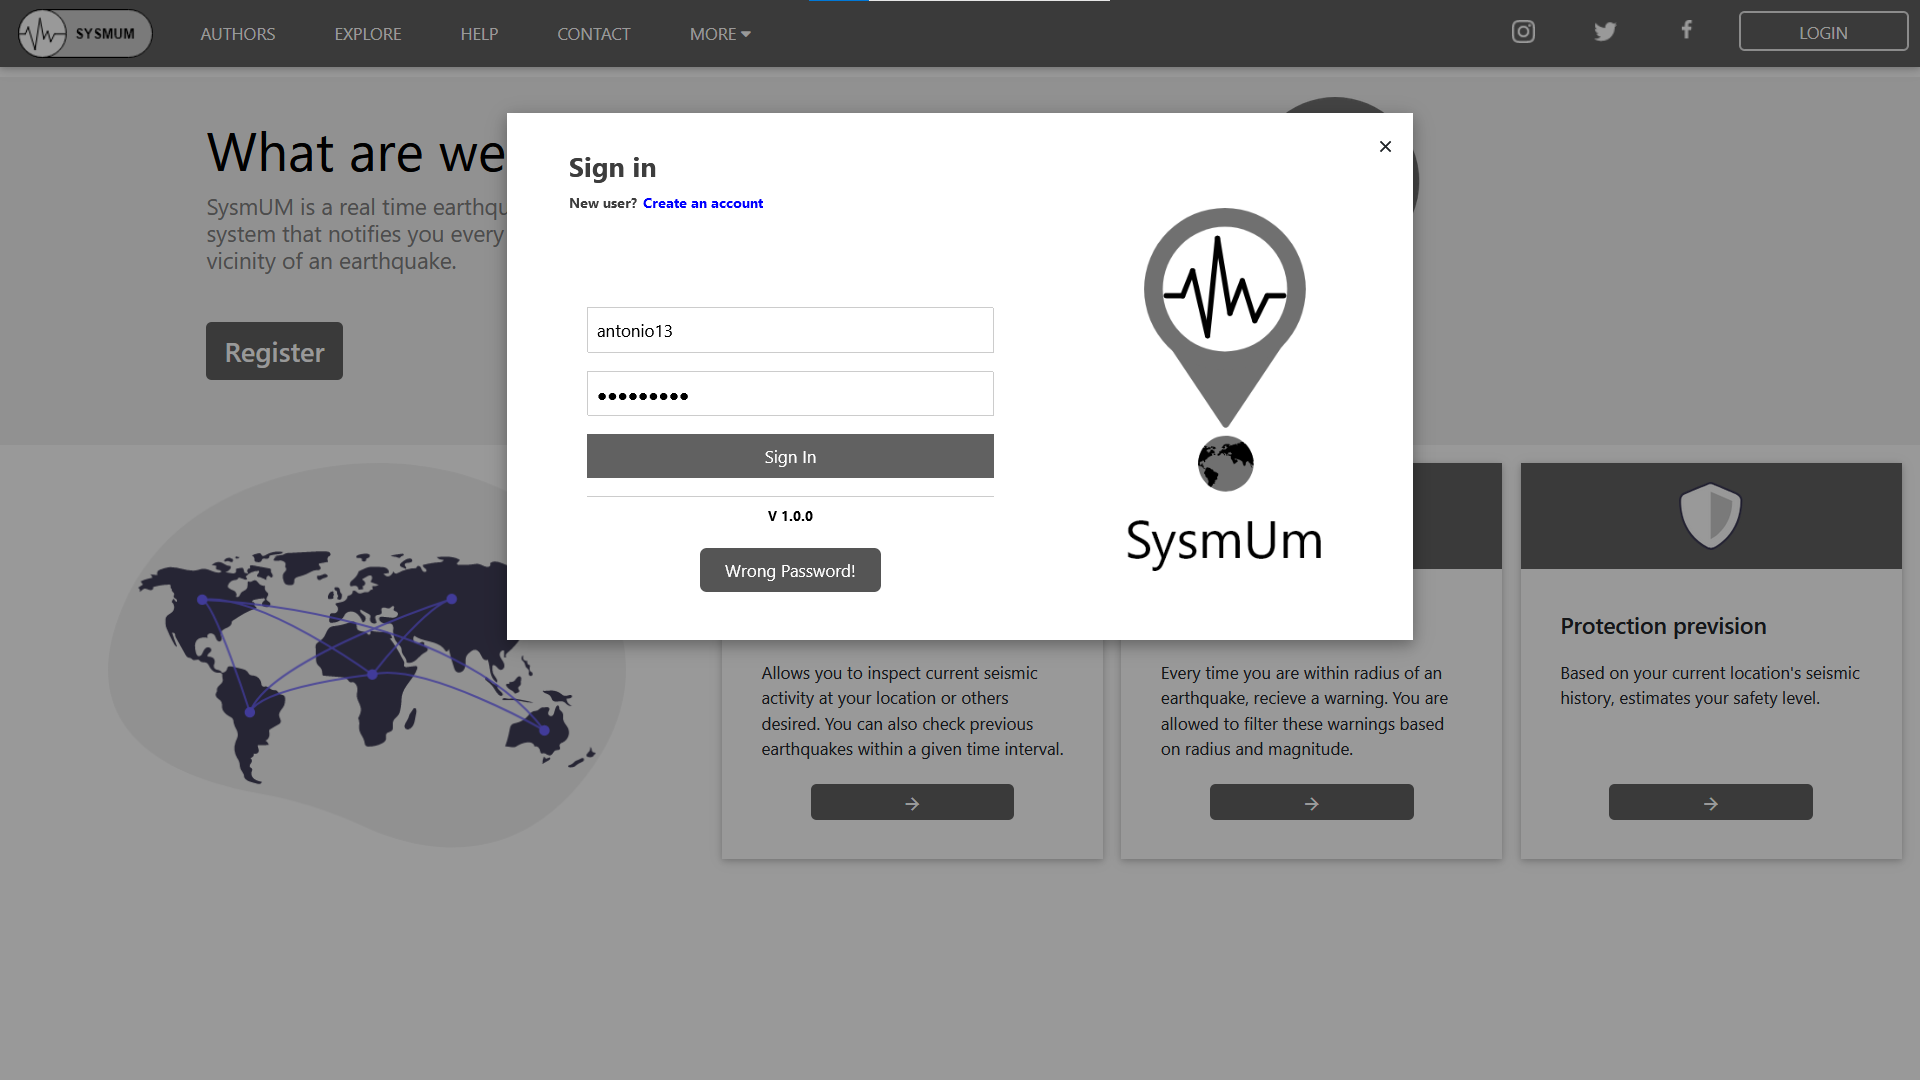 SYSMUM
AUTHORS
EXPLORE
HELP
CONTACT
MORE
LOGIN
What are we
SysmUM is a real time earthqu
system that notifies you every
vicinity of an earthquake.
Register
Sign in
New user? Create an account
antonio13
Sign In
V 1.0.0
Wrong Password!
SysmUm
Allows you to inspect current seismic
activity at your location or others
desired. You can also check previous
earthquakes within a given time interval.
Every time you are within radius of an
earthquake, recieve a warning. You are
allowed to filter these warnings based
on radius and magnitude.
Protection prevision
Based on your current location's seismic
history, estimates your safety level.